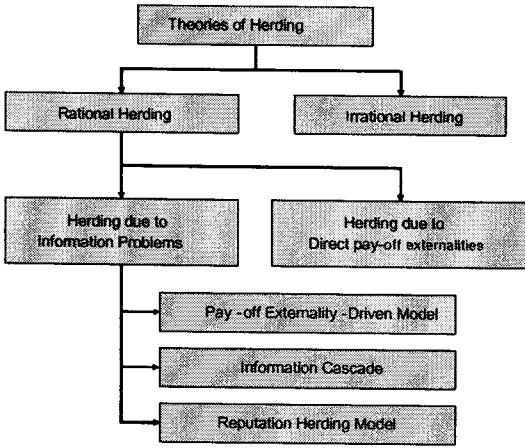 Theories of Herding
Rational Herding
Irrational Herding
Herding due to
Information Problems
Herding due to
Direct pay-off externalities
Pay -off Externality -Driven Model
Information Cascade
Reputation Herding Model